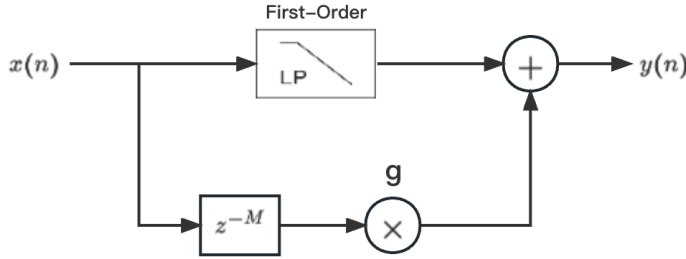 First-Order
x(n)
LP
+
y(n)
g
z^{-M}
×